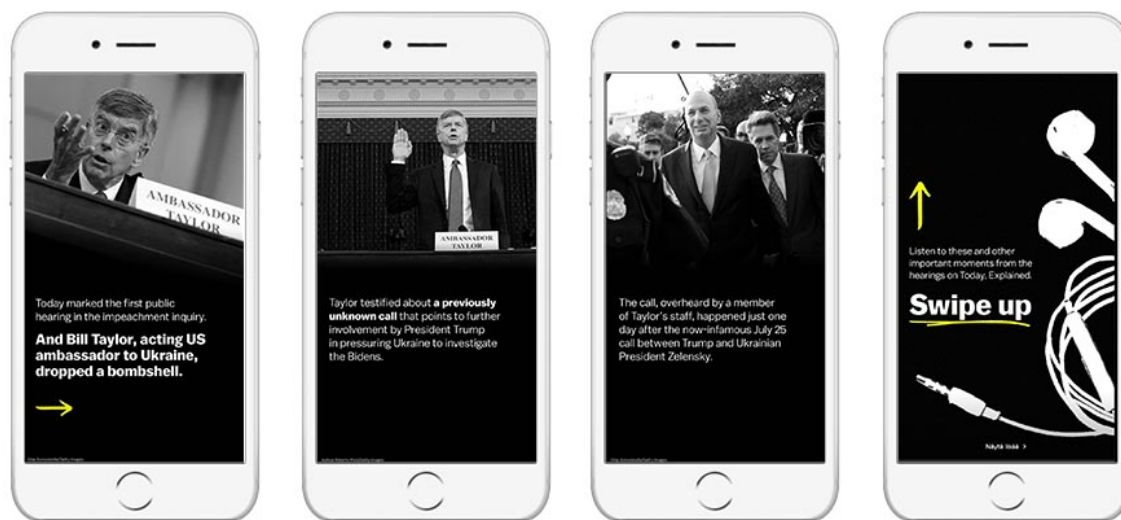 AMBASSADOR
TAYLOR
Today marked the first public
hearing in the impeachment inquiry.
And Bill Taylor, acting US
ambassador to Ukraine,
dropped a bombshell.
AMBASSADOR
TAYLOR
Taylor testified about a previously
unknown call that points to further
involvement by President Trump
in pressuring Ukraine to investigate
the Bidens.
The call, overheard by a member
of Taylor's staff, happened just one
day after the now-infamous July 25
call between Trump and Ukrainian
President Zelensky.
Listen to these and other
important moments from the
hearings on Today, Explained.
Swipe up
Näytä lisää >